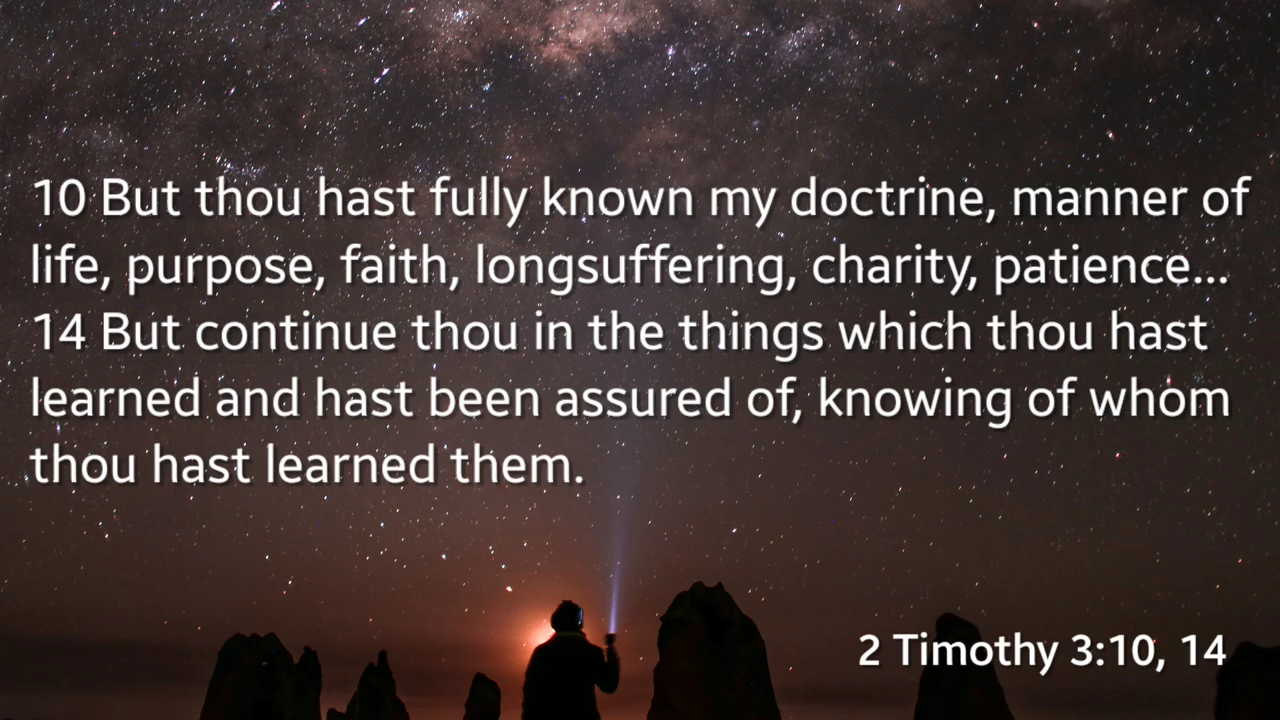 10 But thou hast fully known my doctrine, manner of
life, purpose, faith, longsuffering, charity, patience...
14 But continue thou in the things which thou hast
learned and hast been assured of, knowing of whom
thou hast learned them.
2 Timothy 3:10, 14